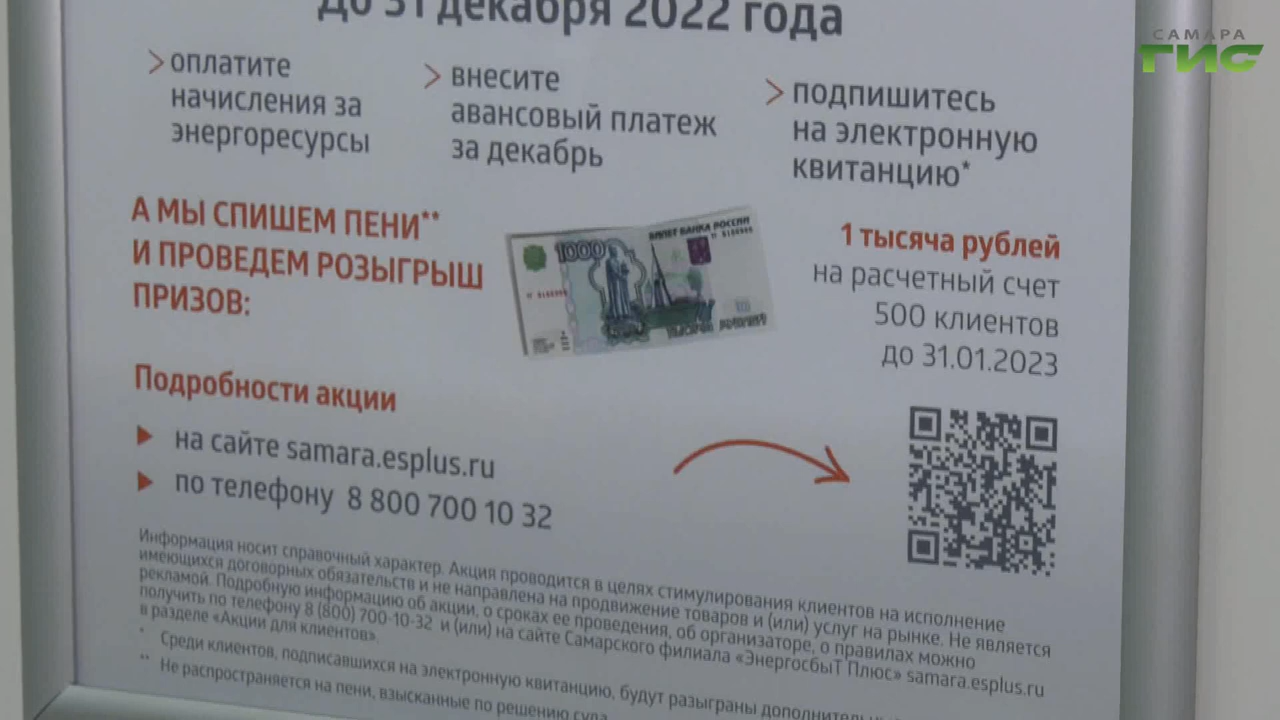 до 31 декабря 2022 года
САМАРА
ГИС
оплатите
начисления за
энергоресурсы
внесите
авансовый платеж
за декабрь
подпишитесь
на электронную
квитанцию*
А МЫ СПИШЕМ ПЕНИ**
И ПРОВЕДЕМ РОЗЫГРЫШ
ПРИЗОВ:
1000
БИЛЕТ БАНКА РОССИИ
1 тысяча рублей
на расчетный счет
500 клиентов
до 31.01.2023
Подробности акции
на сайте samara.esplus.ru
по телефону 8 800 700 10 32
Информация носит справочный характер. Акция проводится в целях стимулирования клиентов на исполнение
имеющихся договорных обязательств и не направлена на продвижение товаров и (или) услуг на рынке. Не является
рекламой. Подробную информацию об акции, о сроках ее проведения, об организаторе, о правилах можно
получить по телефону 8 (800) 700-10-32 и (или) на сайте Самарского филиала «ЭнергосбыТ Плюс» samara.esplus.ru
в разделе «Акции для клиентов».
* Среди клиентов, подписавшихся на электронную квитанцию, будут разыграны
** Не распространяется на пени, взысканные по решению суда